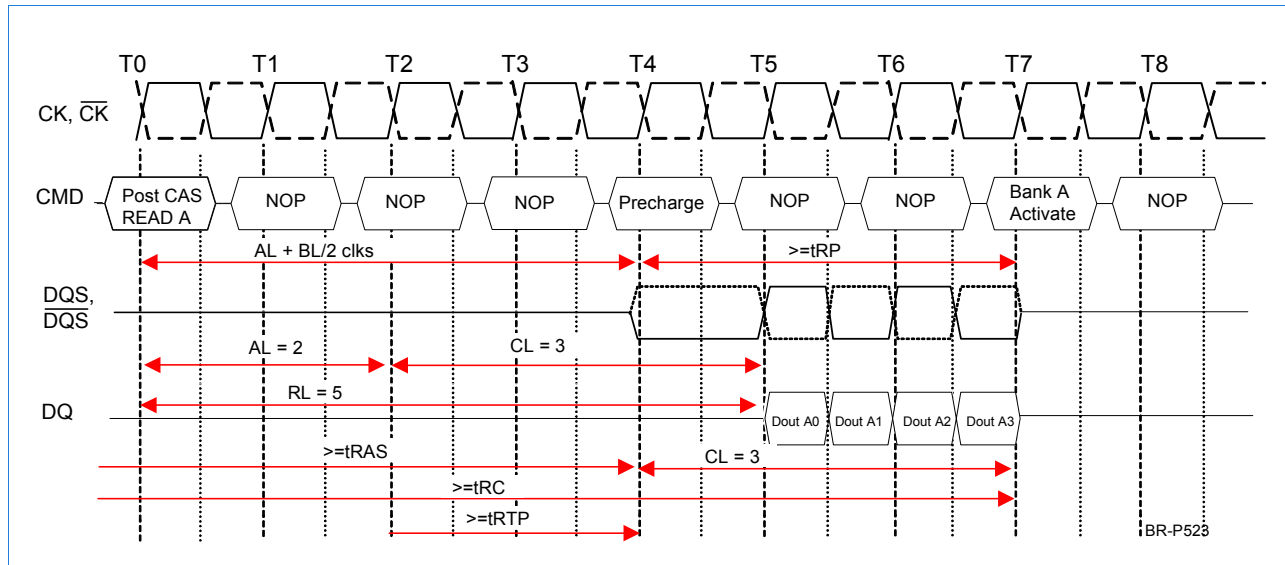 T0 T1 T2 T3 T4 T5 T6 T7 T8
CK, CK
CMD
Post CAS
READ A
NOP
NOP
NOP
Precharge
NOP
NOP
Bank A
Activate
NOP
AL + BL/2 clks
>=tRP
DQS,
DQS
AL = 2
CL = 3
RL = 5
DQ
Dout A0
Dout A1
Dout A2
Dout A3
>=tRAS
CL = 3
>=tRC
>=tRTP
BR-P523